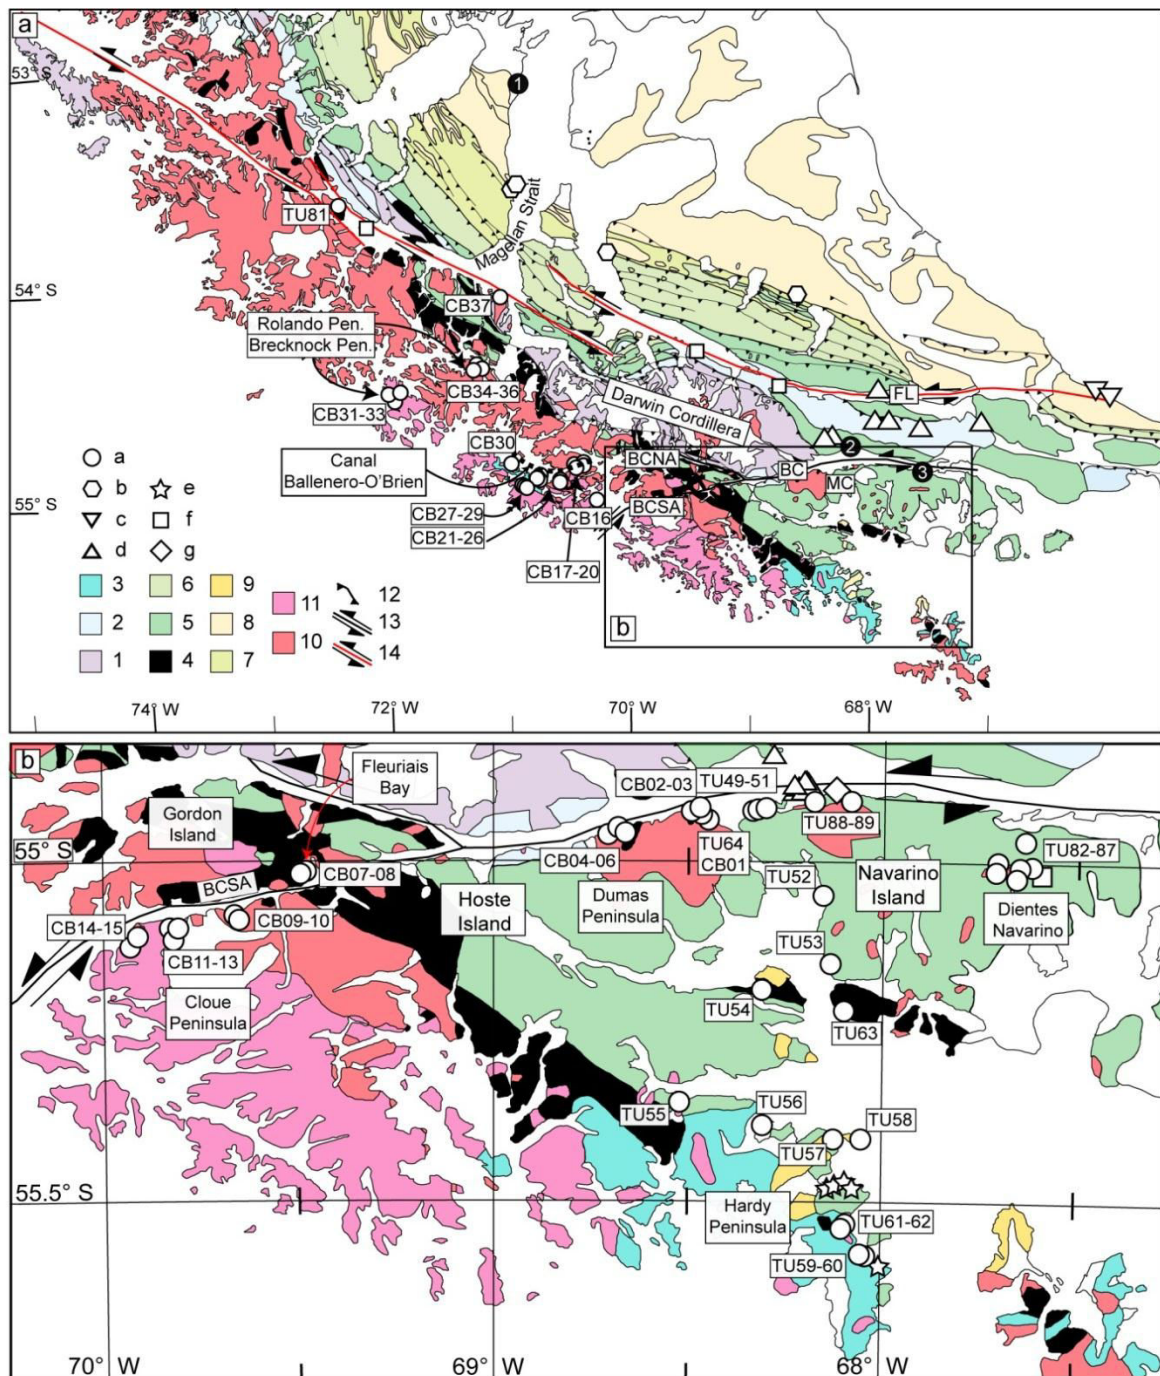 a
53° S
1
TU81
Magellan Strait
54° S
CB37
Rolando Pen.
Brecknock Pen.
CB34-36
CB31-33
FL
Darwin Cordillera
2
3
CB30
Canal
Ballenero-O'Brien
BCNA
BC
MC
BCSA
55° S
CB27-29
CB21-26
CB16
CB17-20
b
a
b
e
c
f
d
g
3
6
9
11
12
2
5
8
13
10
1
4
7
14
74° W
72° W
70° W
68° W
b
Fleuriais
Bay
Gordon
Island
CB02-03
TU49-51
TU88-89
55° S
BCSA
CB07-08
CB04-06
TU64
CB01
TU82-87
Hoste
Island
Dumas
Peninsula
TU52
Navarino
Island
Dientes
Navarino
CB14-15
CB09-10
CB11-13
TU53
Cloue
Peninsula
TU54
TU63
TU55
TU56
TU57
TU58
55.5° S
Hardy
Peninsula
TU61-62
TU59-60
70° W
69° W
68° W